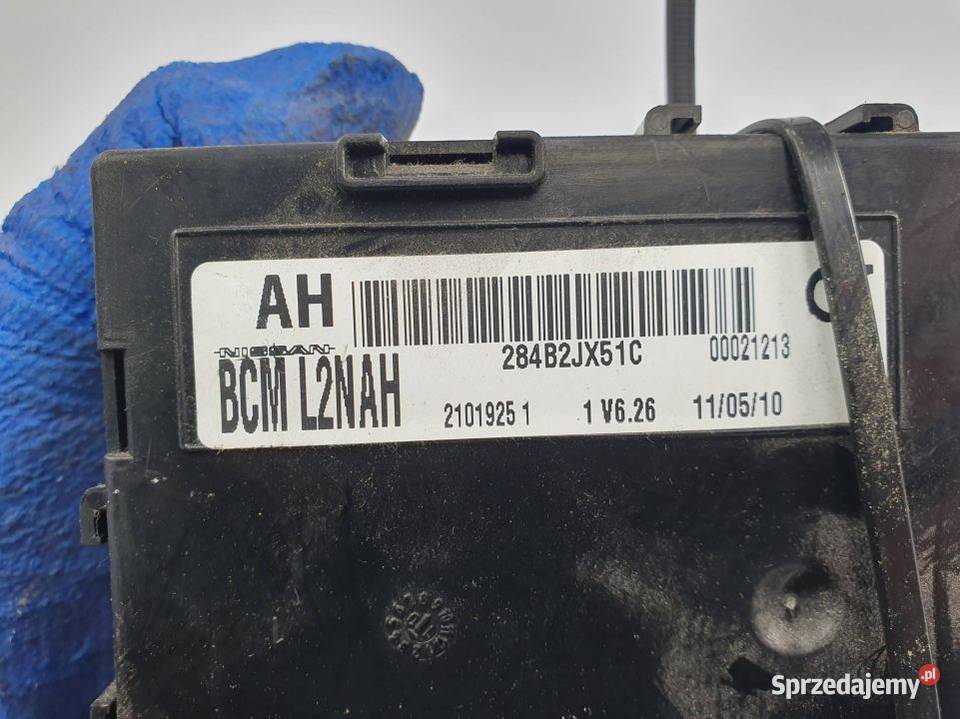 AH
NISSAN
BCM L2NAH
284B2JX51C
00021213
2101925 1 1 V6.26 11/05/10
Sprzedajemy.pl